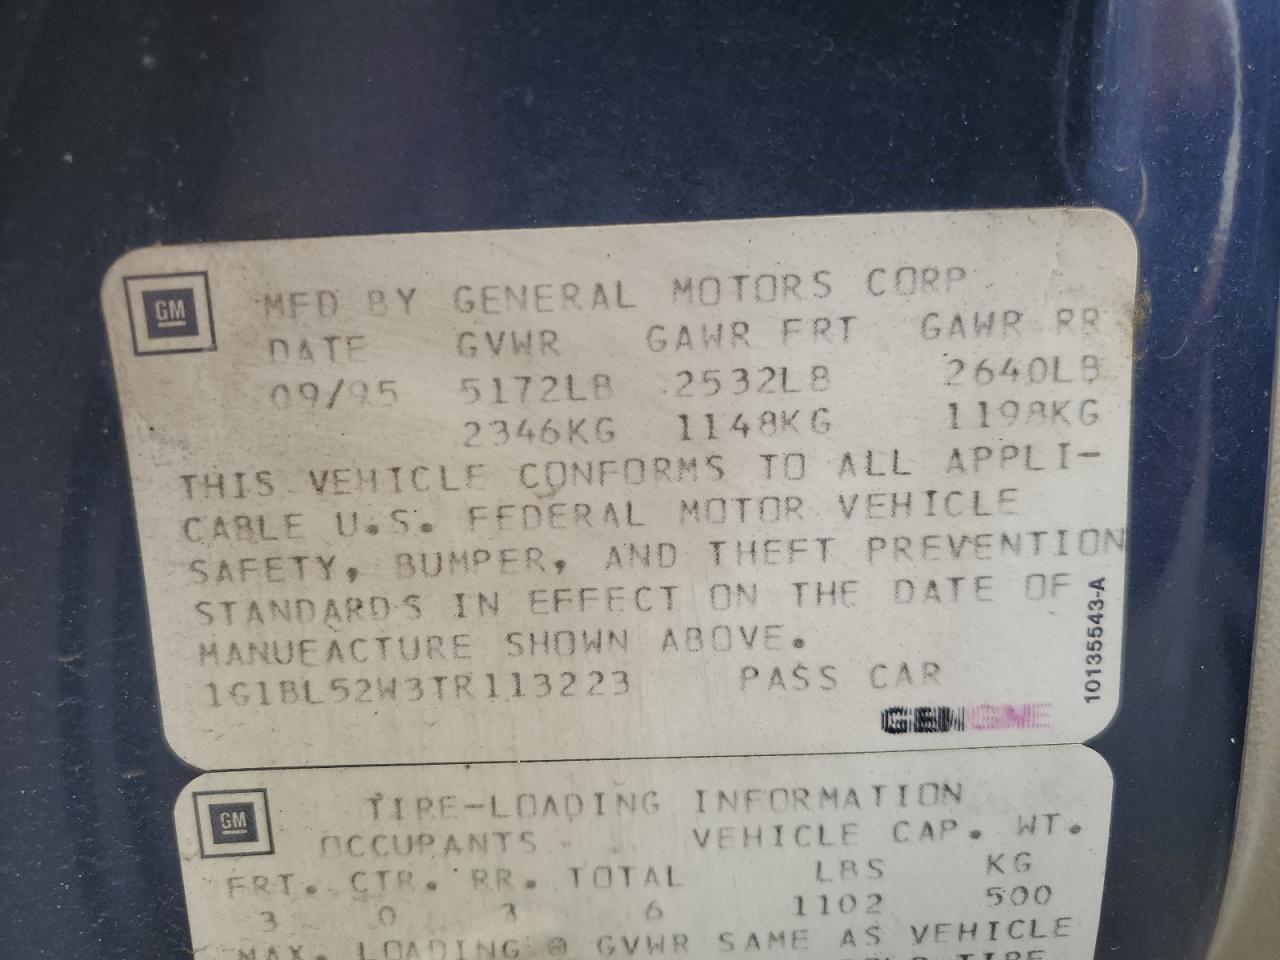 GM
MFD BY GENERAL MOTORS CORP
DATE GVWR GAWR FRT GAWR RR
09/95 5172LB 2532LB 2640LB
2346KG 1148KG 1198KG
THIS VEHICLE CONFORMS TO ALL APPLI-
CABLE U.S. FEDERAL MOTOR VEHICLE
SAFETY, BUMPER, AND THEFT PREVENTION
STANDARDS IN EFFECT ON THE DATE OF
MANUFACTURE SHOWN ABOVE.
1G1BL52W3TR113223 PASS CAR
10135543-A
GM
TIRE-LOADING INFORMATION
OCCUPANTS VEHICLE CAP. WT.
FRT. CTR. RR. TOTAL LBS KG
3 0 3 6 1102 500
MAX. LOADING @ GVWR SAME AS VEHICLE
TIRE